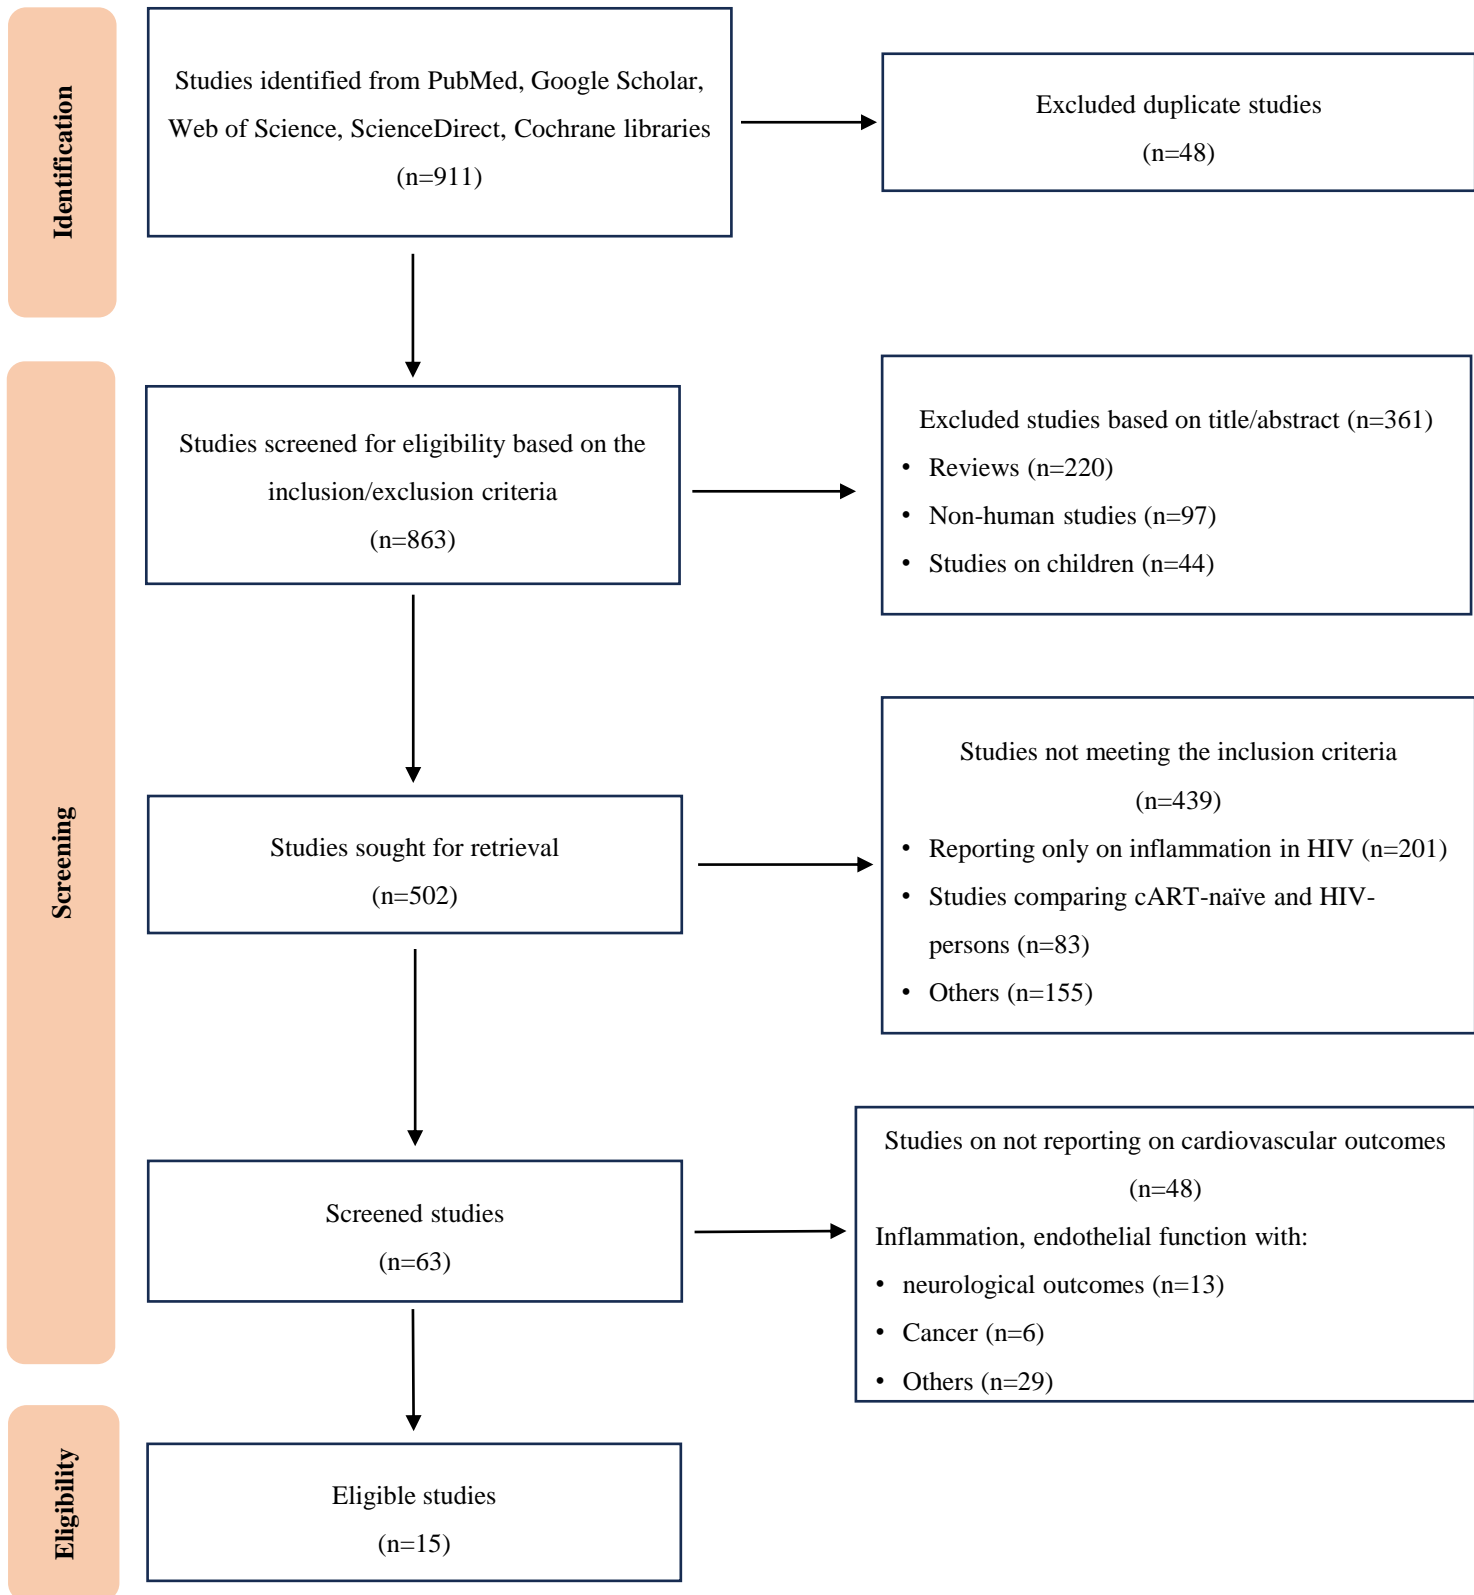 Identification
Studies identified from PubMed, Google Scholar,
Web of Science, ScienceDirect, Cochrane libraries
(n=911)
Excluded duplicate studies
(n=48)
Screening
Studies screened for eligibility based on the
inclusion/exclusion criteria
(n=863)
Excluded studies based on title/abstract (n=361)
• Reviews (n=220)
• Non-human studies (n=97)
• Studies on children (n=44)
Studies sought for retrieval
(n=502)
Studies not meeting the inclusion criteria
(n=439)
• Reporting only on inflammation in HIV (n=201)
• Studies comparing cART-naïve and HIV-
persons (n=83)
• Others (n=155)
Screened studies
(n=63)
Studies on not reporting on cardiovascular outcomes
(n=48)
Inflammation, endothelial function with:
• neurological outcomes (n=13)
• Cancer (n=6)
• Others (n=29)
Eligibility
Eligible studies
(n=15)